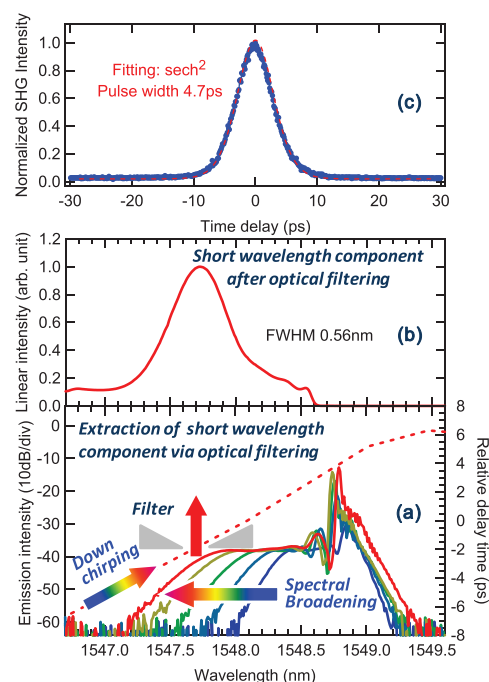 Normalized SHG Intensity
1.0
0.8
0.6
0.4
0.2
0.0
Fitting: sech2
Pulse width 4.7ps
(c)
-30 -20 -10 0 10 20 30
Time delay (ps)
Linear intensity (arb. unit)
1.2
1.0
0.8
0.6
0.4
0.2
0.0
Short wavelength component
after optical filtering
FWHM 0.56nm
(b)
Emission intensity (10dB/div)
0
-10
-20
-30
-40
-50
-60
Extraction of short wavelength
component via optical filtering
Filter
(a)
Down
chirping
Spectral
Broadening
8
6
4
2
0
-2
-4
-6
-8
Relative delay time (ps)
1547.0 1547.5 1548.0 1548.5 1549.0 1549.5
Wavelength (nm)